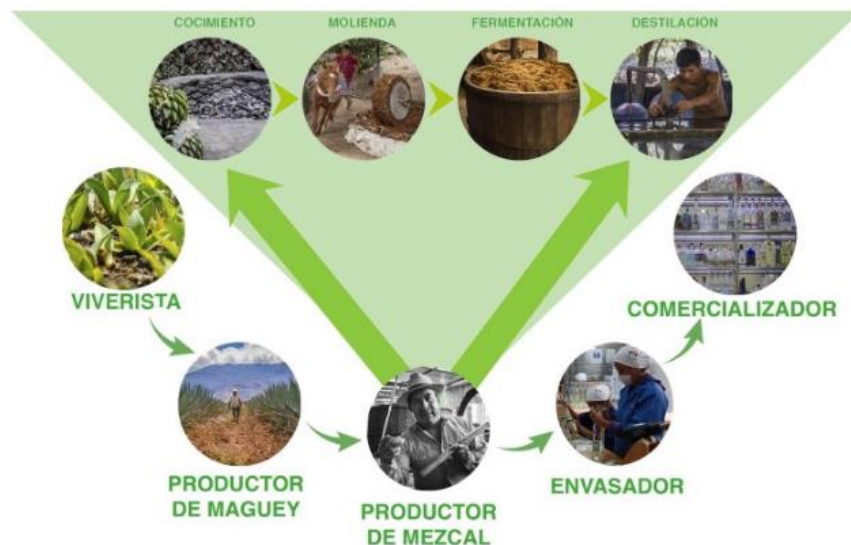 COCIMIENTO
MOLIENDA
FERMENTACIÓN
DESTILACIÓN
VIVERISTA
COMERCIALIZADOR
PRODUCTOR
DE MAGUEY
PRODUCTOR
DE MEZCAL
ENVASADOR